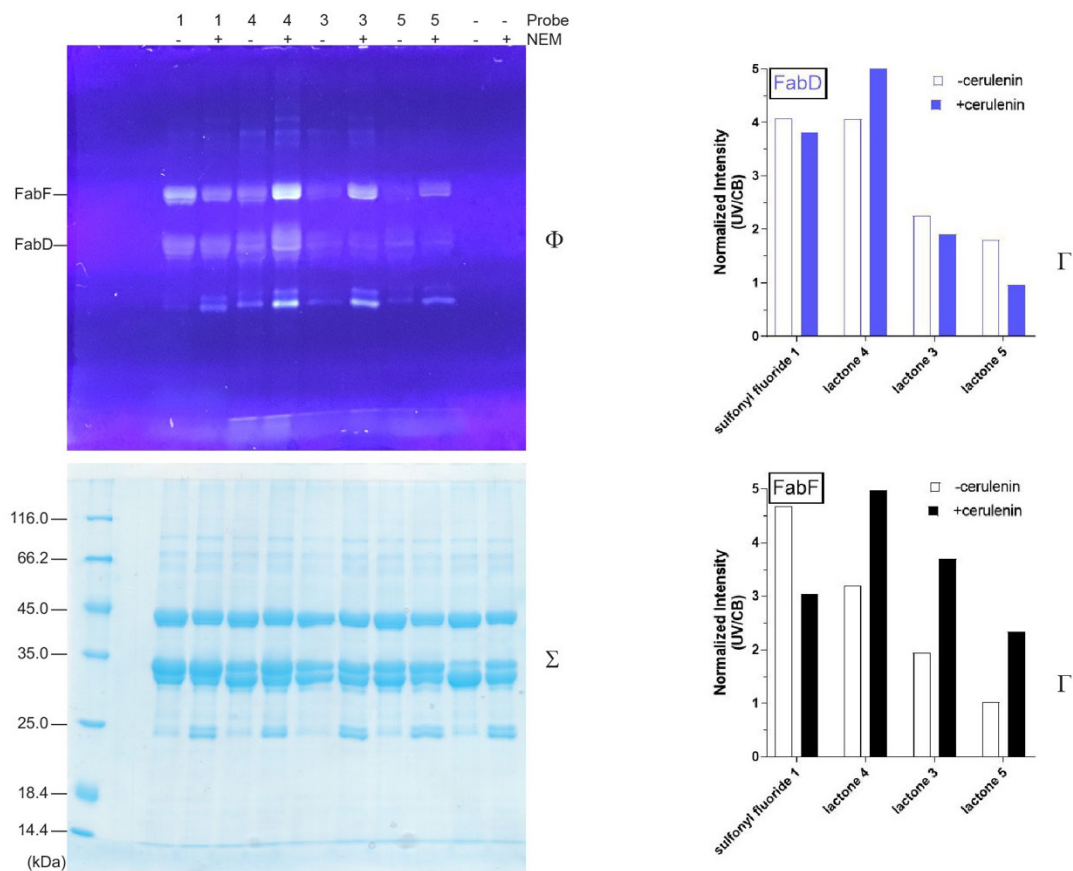 1 1 4 4 3 3 5 5 - - Probe
- + - + - + - + - + NEM
FabF
FabD
Φ
116.0
66.2
45.0
35.0
25.0
18.4
14.4
(kDa)
Σ
FabD
-cerulenin
+cerulenin
Normalized Intensity
(UV/CB)
5
4
3
2
1
0
sulfonyl fluoride 1
lactone 4
lactone 3
lactone 5
Γ
FabF
-cerulenin
+cerulenin
Normalized Intensity
(UV/CB)
5
4
3
2
1
0
sulfonyl fluoride 1
lactone 4
lactone 3
lactone 5
Γ